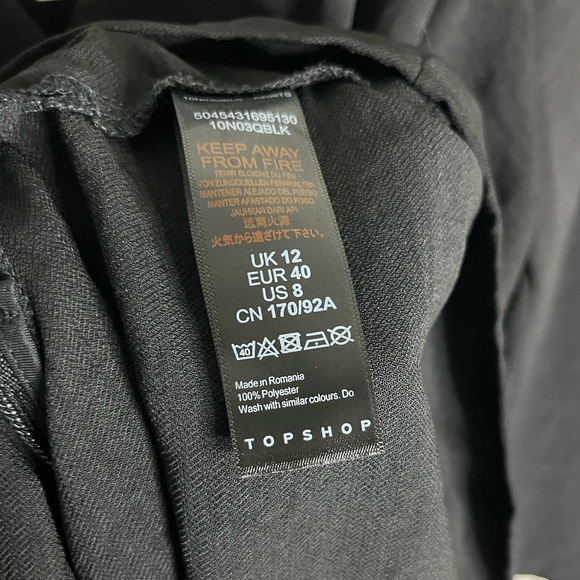 5045431695130
10N03QBLK
KEEP AWAY
FROM FIRE
TENIR ELOIGNE DU FEU
VON ZUNDQUELLEN FERNHALTEN
MANTENER ALEJADO DEL FUEGO
MANTER AFASTADO DO FOGO
JAUHKAN DARI API
远离火源
火気から遠ざけて下さい。
UK 12
EUR 40
US 8
CN 170/92A
40
Made in Romania
100% Polyester
Wash with similar colours. Do
TOPSHOP